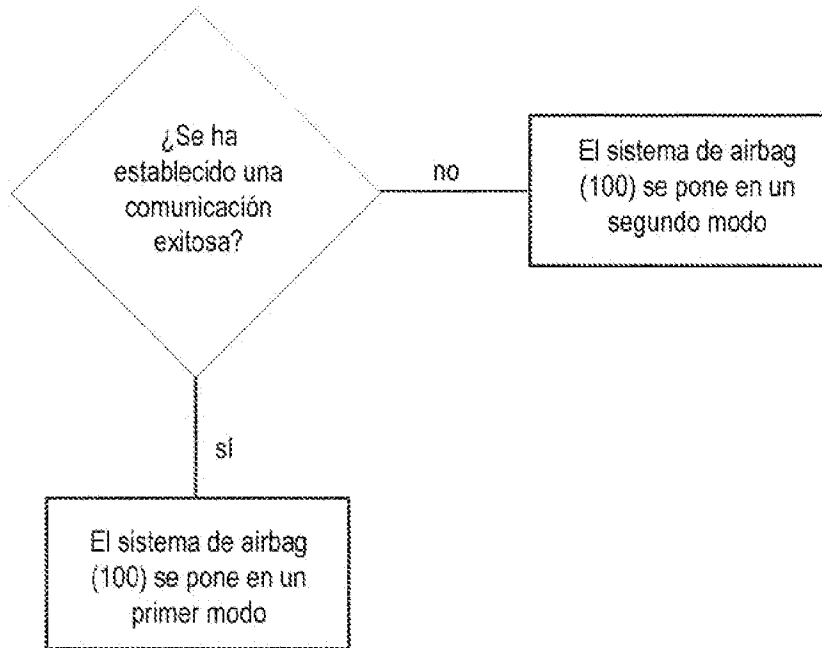 ¿Se ha
establecido una
comunicación
exitosa?
no
El sistema de airbag
(100) se pone en un
segundo modo
sí
El sistema de airbag
(100) se pone en un
primer modo